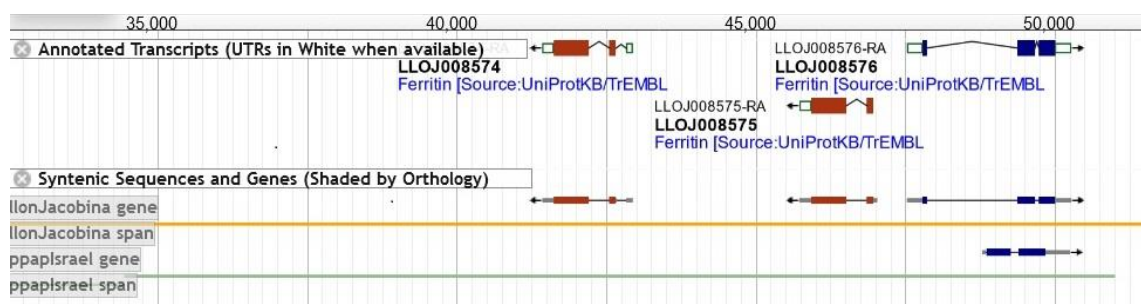 35,000 40,000 45,000 50,000
Annotated Transcripts (UTRs in White when available)
LLOJ008574
Ferritin [Source:UniProtKB/TrEMBL
LLOJ008576-RA
LLOJ008576
Ferritin [Source:UniProtKB/TrEMBL
LLOJ008575-RA
LLOJ008575
Ferritin [Source:UniProtKB/TrEMBL
Syntenic Sequences and Genes (Shaded by Orthology)
llonJacobina gene
llonJacobina span
ppapIsrael gene
ppapIsrael span